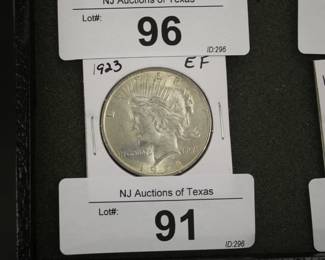 NJ Auctions of Texas
Lot#:
96
ID:296
1923 EF
NJ Auctions of Texas
Lot#:
91
ID:296